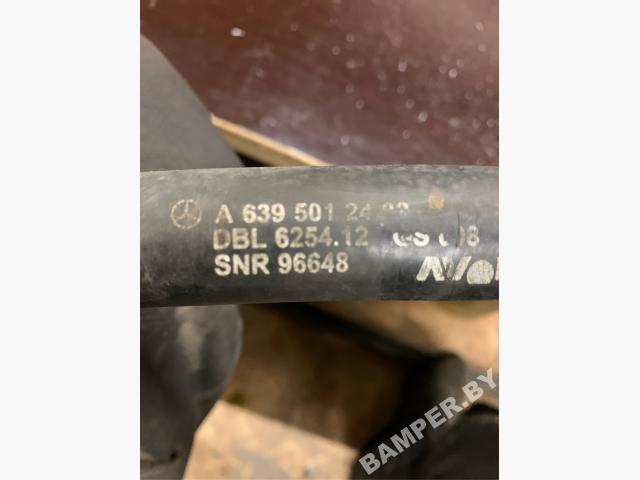 A 639 501 24
DBL 6254.12
SNR 96648
BAMPER.BY